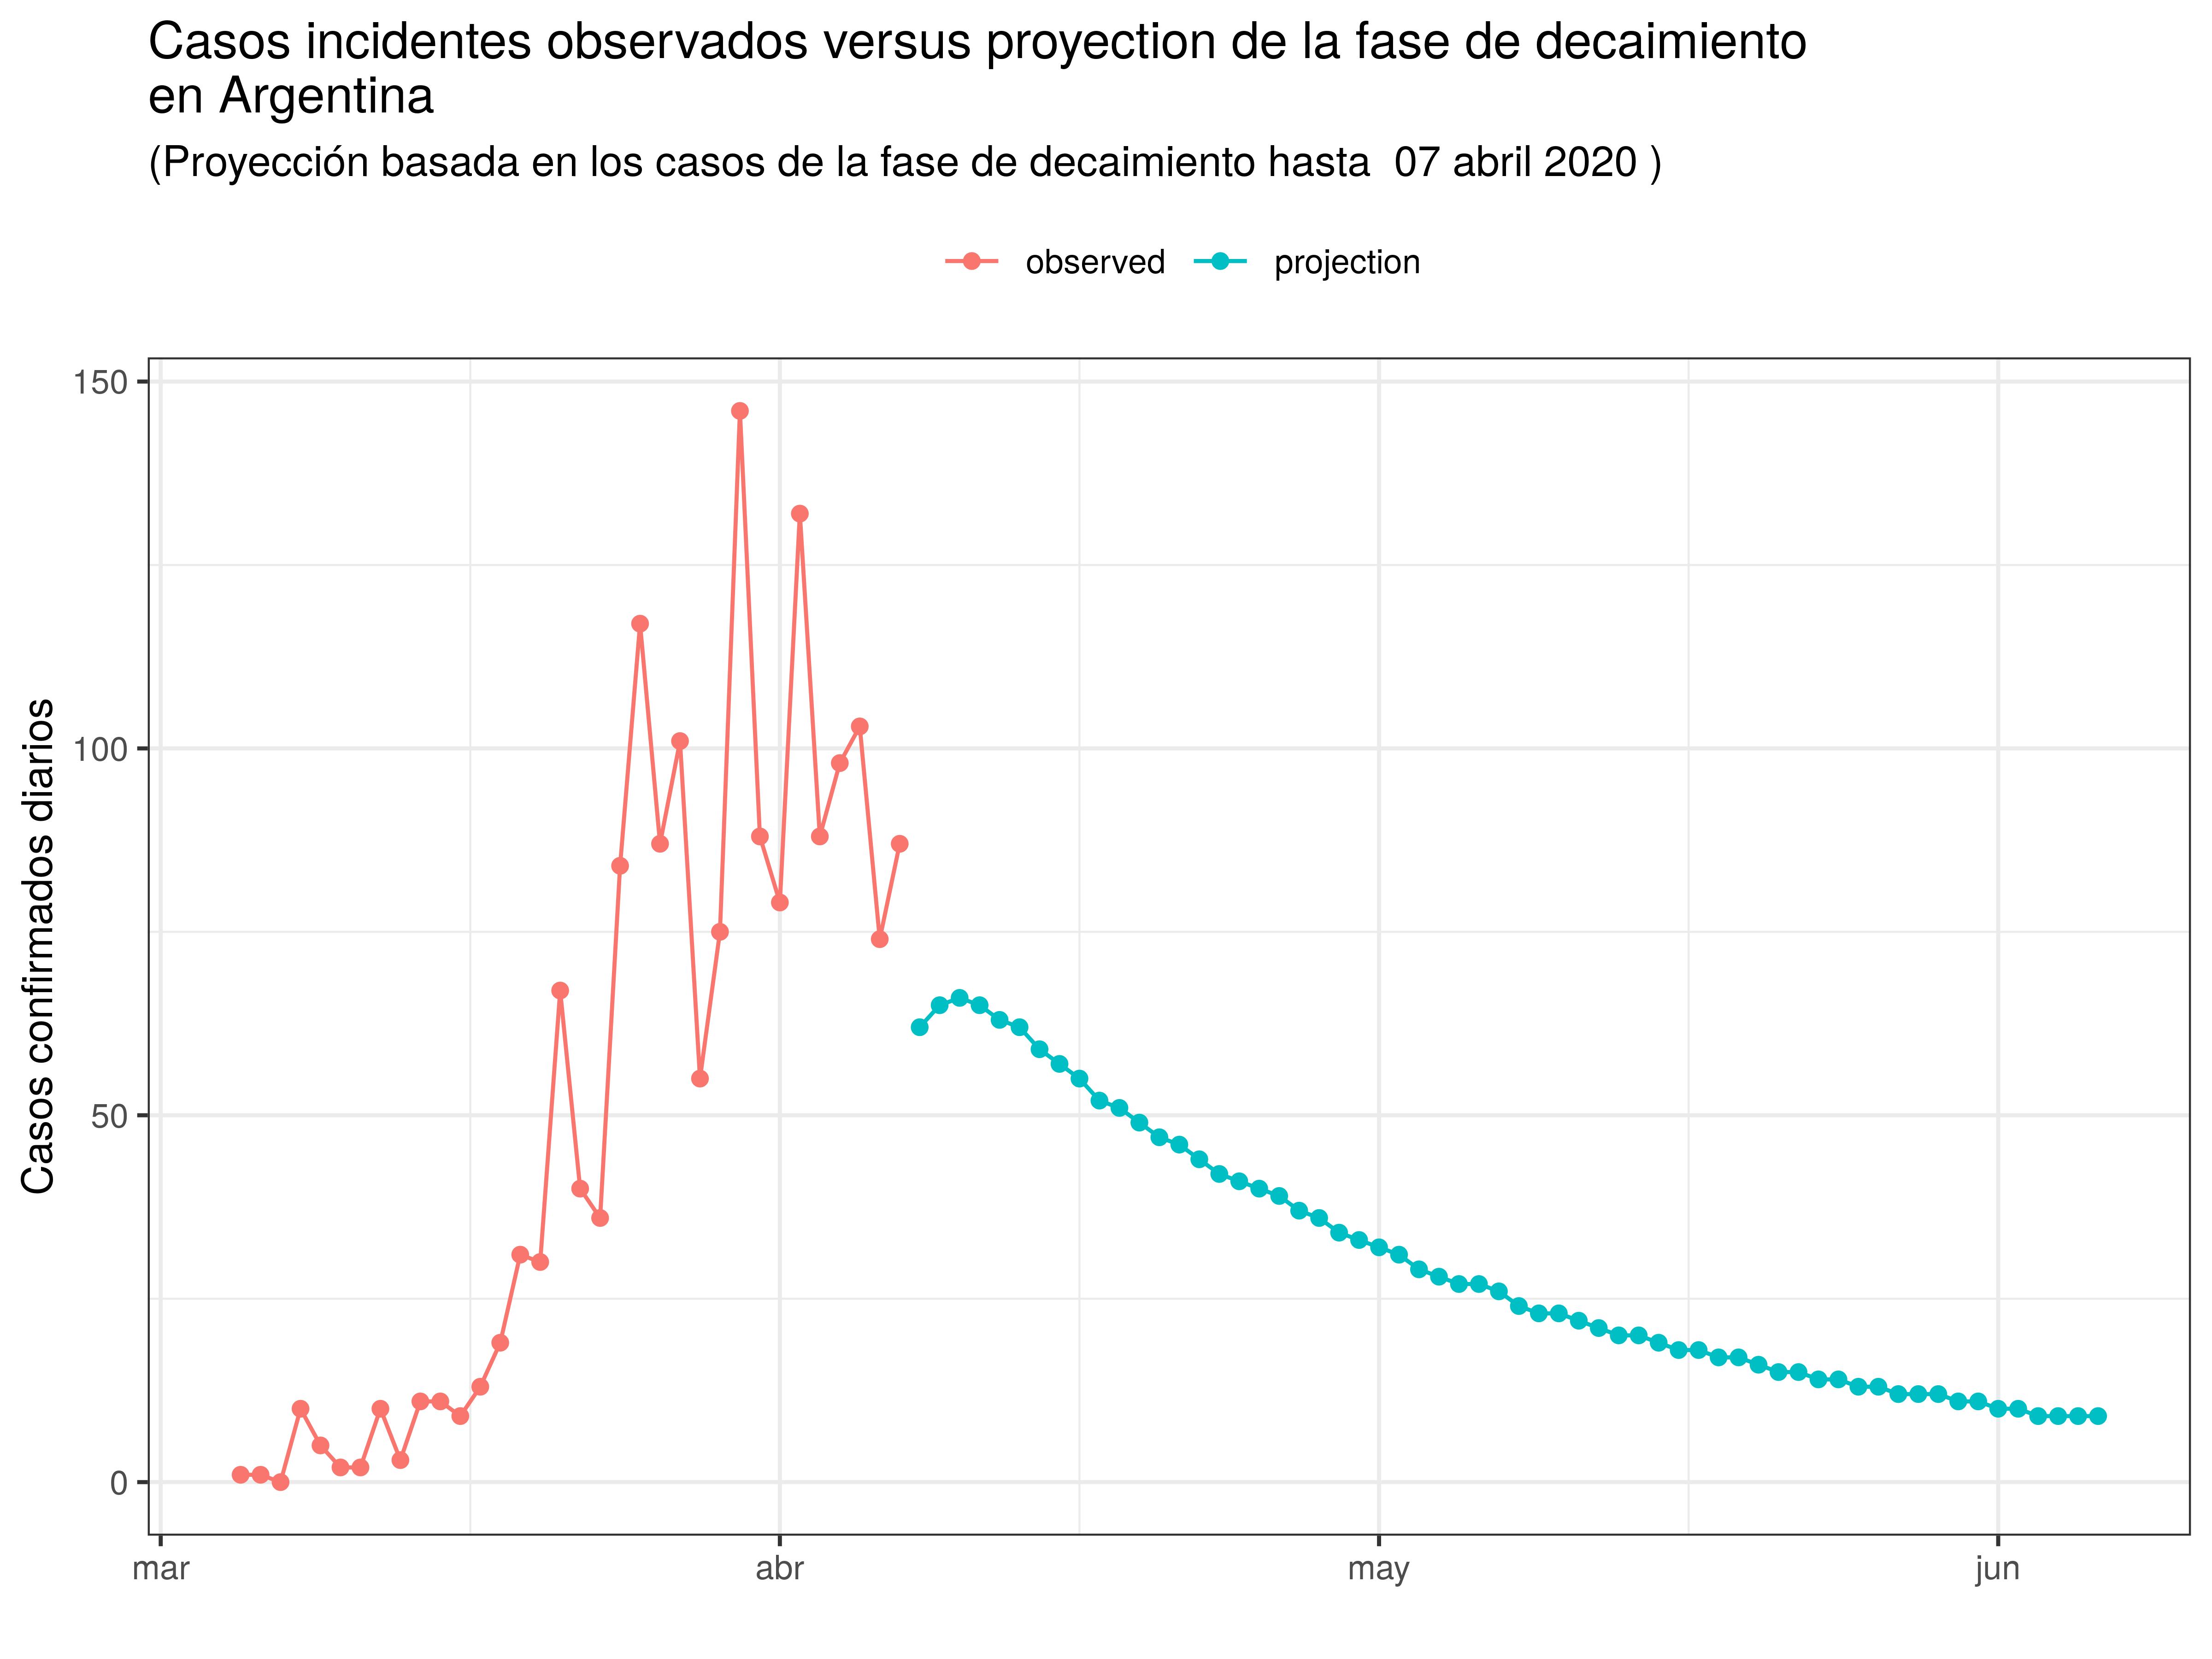 Casos incidentes observados versus proyection de la fase de decaimiento
en Argentina
(Proyección basada en los casos de la fase de decaimiento hasta  07 abril 2020 )
observed projection
Casos confirmados diarios
150
100
50
0
mar abr may jun